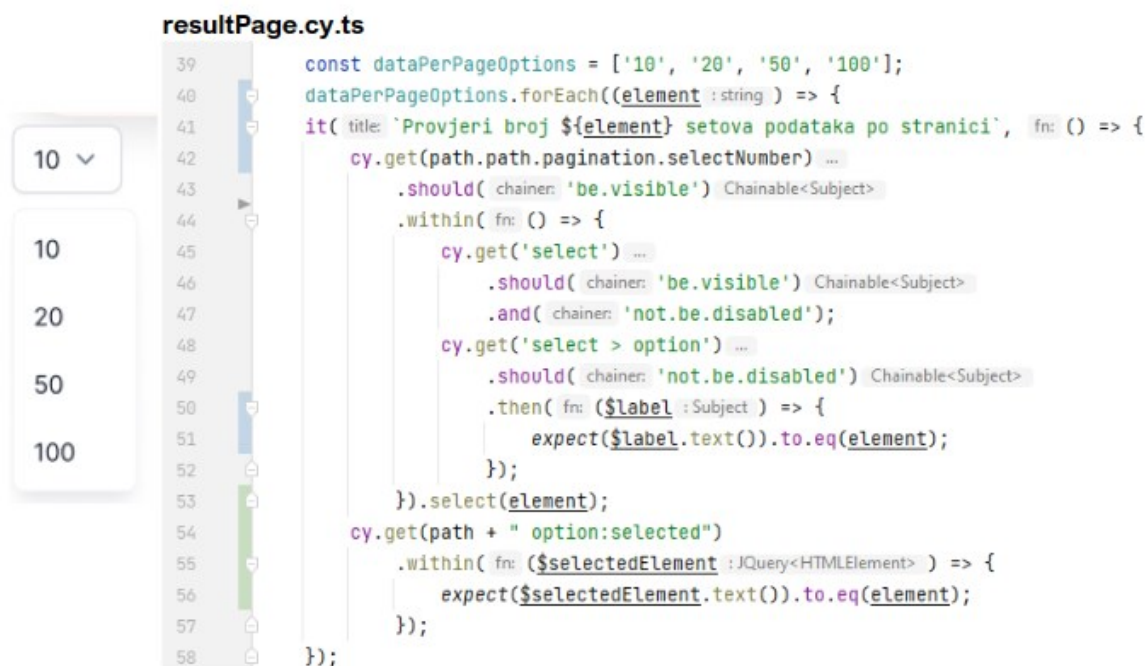 resultPage.cy.ts
10
10
20
50
100
39 const dataPerPageOptions = ['10', '20', '50', '100'];
40 dataPerPageOptions.forEach((element : string ) => {
41 it( title: `Provjeri broj ${element} setova podataka po stranici`, fn: () => {
42 cy.get(path.path.pagination.selectNumber) ...
43 .should( chainer: 'be.visible') Chainable<Subject>
44 .within( fn: () => {
45 cy.get('select') ...
46 .should( chainer: 'be.visible') Chainable<Subject>
47 .and( chainer: 'not.be.disabled');
48 cy.get('select > option') ...
49 .should( chainer: 'not.be.disabled') Chainable<Subject>
50 .then( fn: ($label : Subject ) => {
51 expect($label.text()).to.eq(element);
52 });
53 }).select(element);
54 cy.get(path + " option:selected")
55 .within( fn: ($selectedElement : JQuery<HTMLElement> ) => {
56 expect($selectedElement.text()).to.eq(element);
57 });
58 });